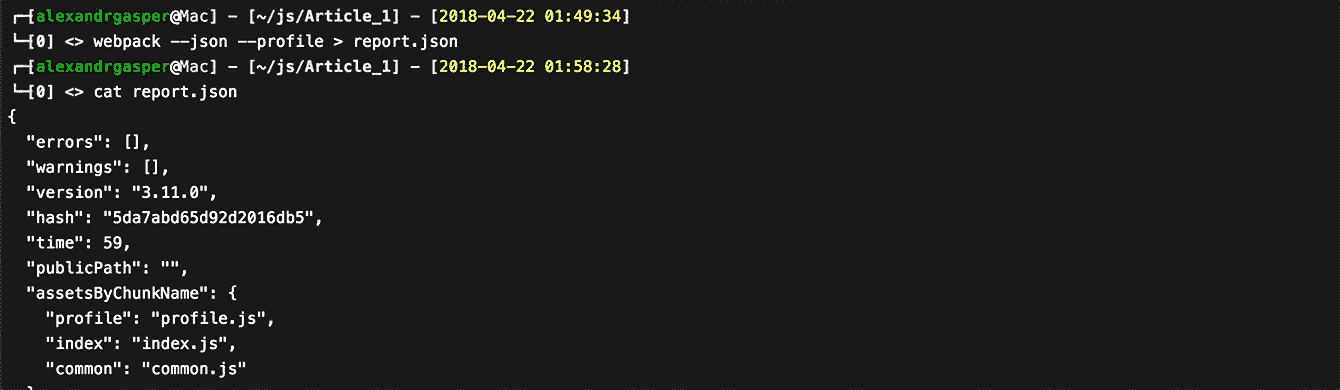 ┌─[alexandrgasper@Mac] - [~/js/Article_1] - [2018-04-22 01:49:34]
└─[0] <> webpack --json --profile > report.json
┌─[alexandrgasper@Mac] - [~/js/Article_1] - [2018-04-22 01:58:28]
└─[0] <> cat report.json
{
  "errors": [],
  "warnings": [],
  "version": "3.11.0",
  "hash": "5da7abd65d92d2016db5",
  "time": 59,
  "publicPath": "",
  "assetsByChunkName": {
    "profile": "profile.js",
    "index": "index.js",
    "common": "common.js"